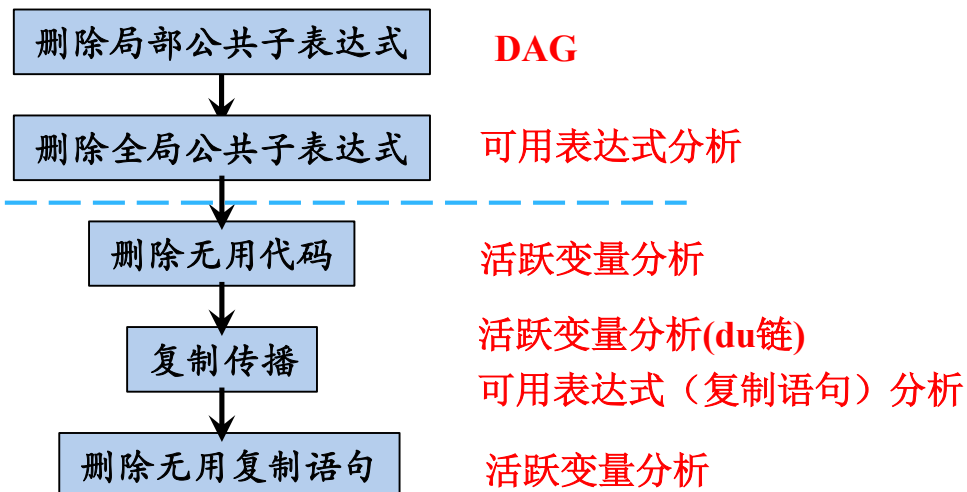 删除局部公共子表达式
DAG
删除全局公共子表达式
可用表达式分析
删除无用代码
活跃变量分析
复制传播
活跃变量分析(du链)
可用表达式（复制语句）分析
删除无用复制语句
活跃变量分析